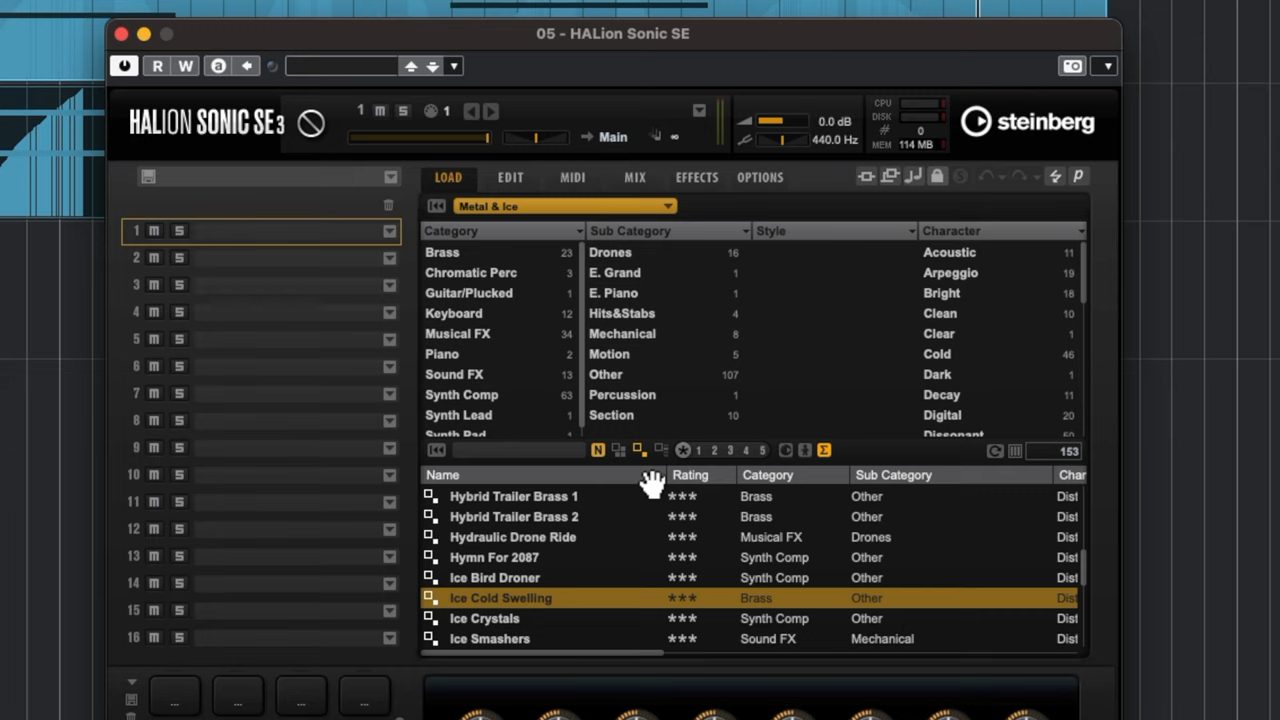 05 - HALion Sonic SE
R W a
HALION SONIC SE3 1 m S 1 Main ∞ 0.0 dB 440.0 Hz CPU DISK # 0 MEM 114 MB steinberg
LOAD EDIT MIDI MIX EFFECTS OPTIONS S P
Metal & Ice
Category Sub Category Style Character
Brass 23 Drones 16 Acoustic 11
Chromatic Perc 3 E. Grand 1 Arpeggio 19
Guitar/Plucked 1 E. Piano 1 Bright 18
Keyboard 12 Hits&Stabs 4 Clean 10
Musical FX 34 Mechanical 8 Clear 1
Piano 2 Motion 5 Cold 46
Sound FX 13 Other 107 Dark 1
Synth Comp 63 Percussion 1 Decay 11
Synth Lead 1 Section 10 Digital 20
Synth Pad 1 Dissonant 50
N 1 2 3 4 5 Σ 153
Name Rating Category Sub Category Char
Hybrid Trailer Brass 1 *** Brass Other Dist
Hybrid Trailer Brass 2 *** Brass Other Dist
Hydraulic Drone Ride *** Musical FX Drones Dist
Hymn For 2087 *** Synth Comp Other Dist
Ice Bird Droner *** Synth Comp Other Dist
Ice Cold Swelling *** Brass Other Dist
Ice Crystals *** Synth Comp Other Dist
Ice Smashers *** Sound FX Mechanical Dist
1 m S
2 m S
3 m S
4 m S
5 m S
6 m S
7 m S
8 m S
9 m S
10 m S
11 m S
12 m S
13 m S
14 m S
15 m S
16 m S
... ... ... ...